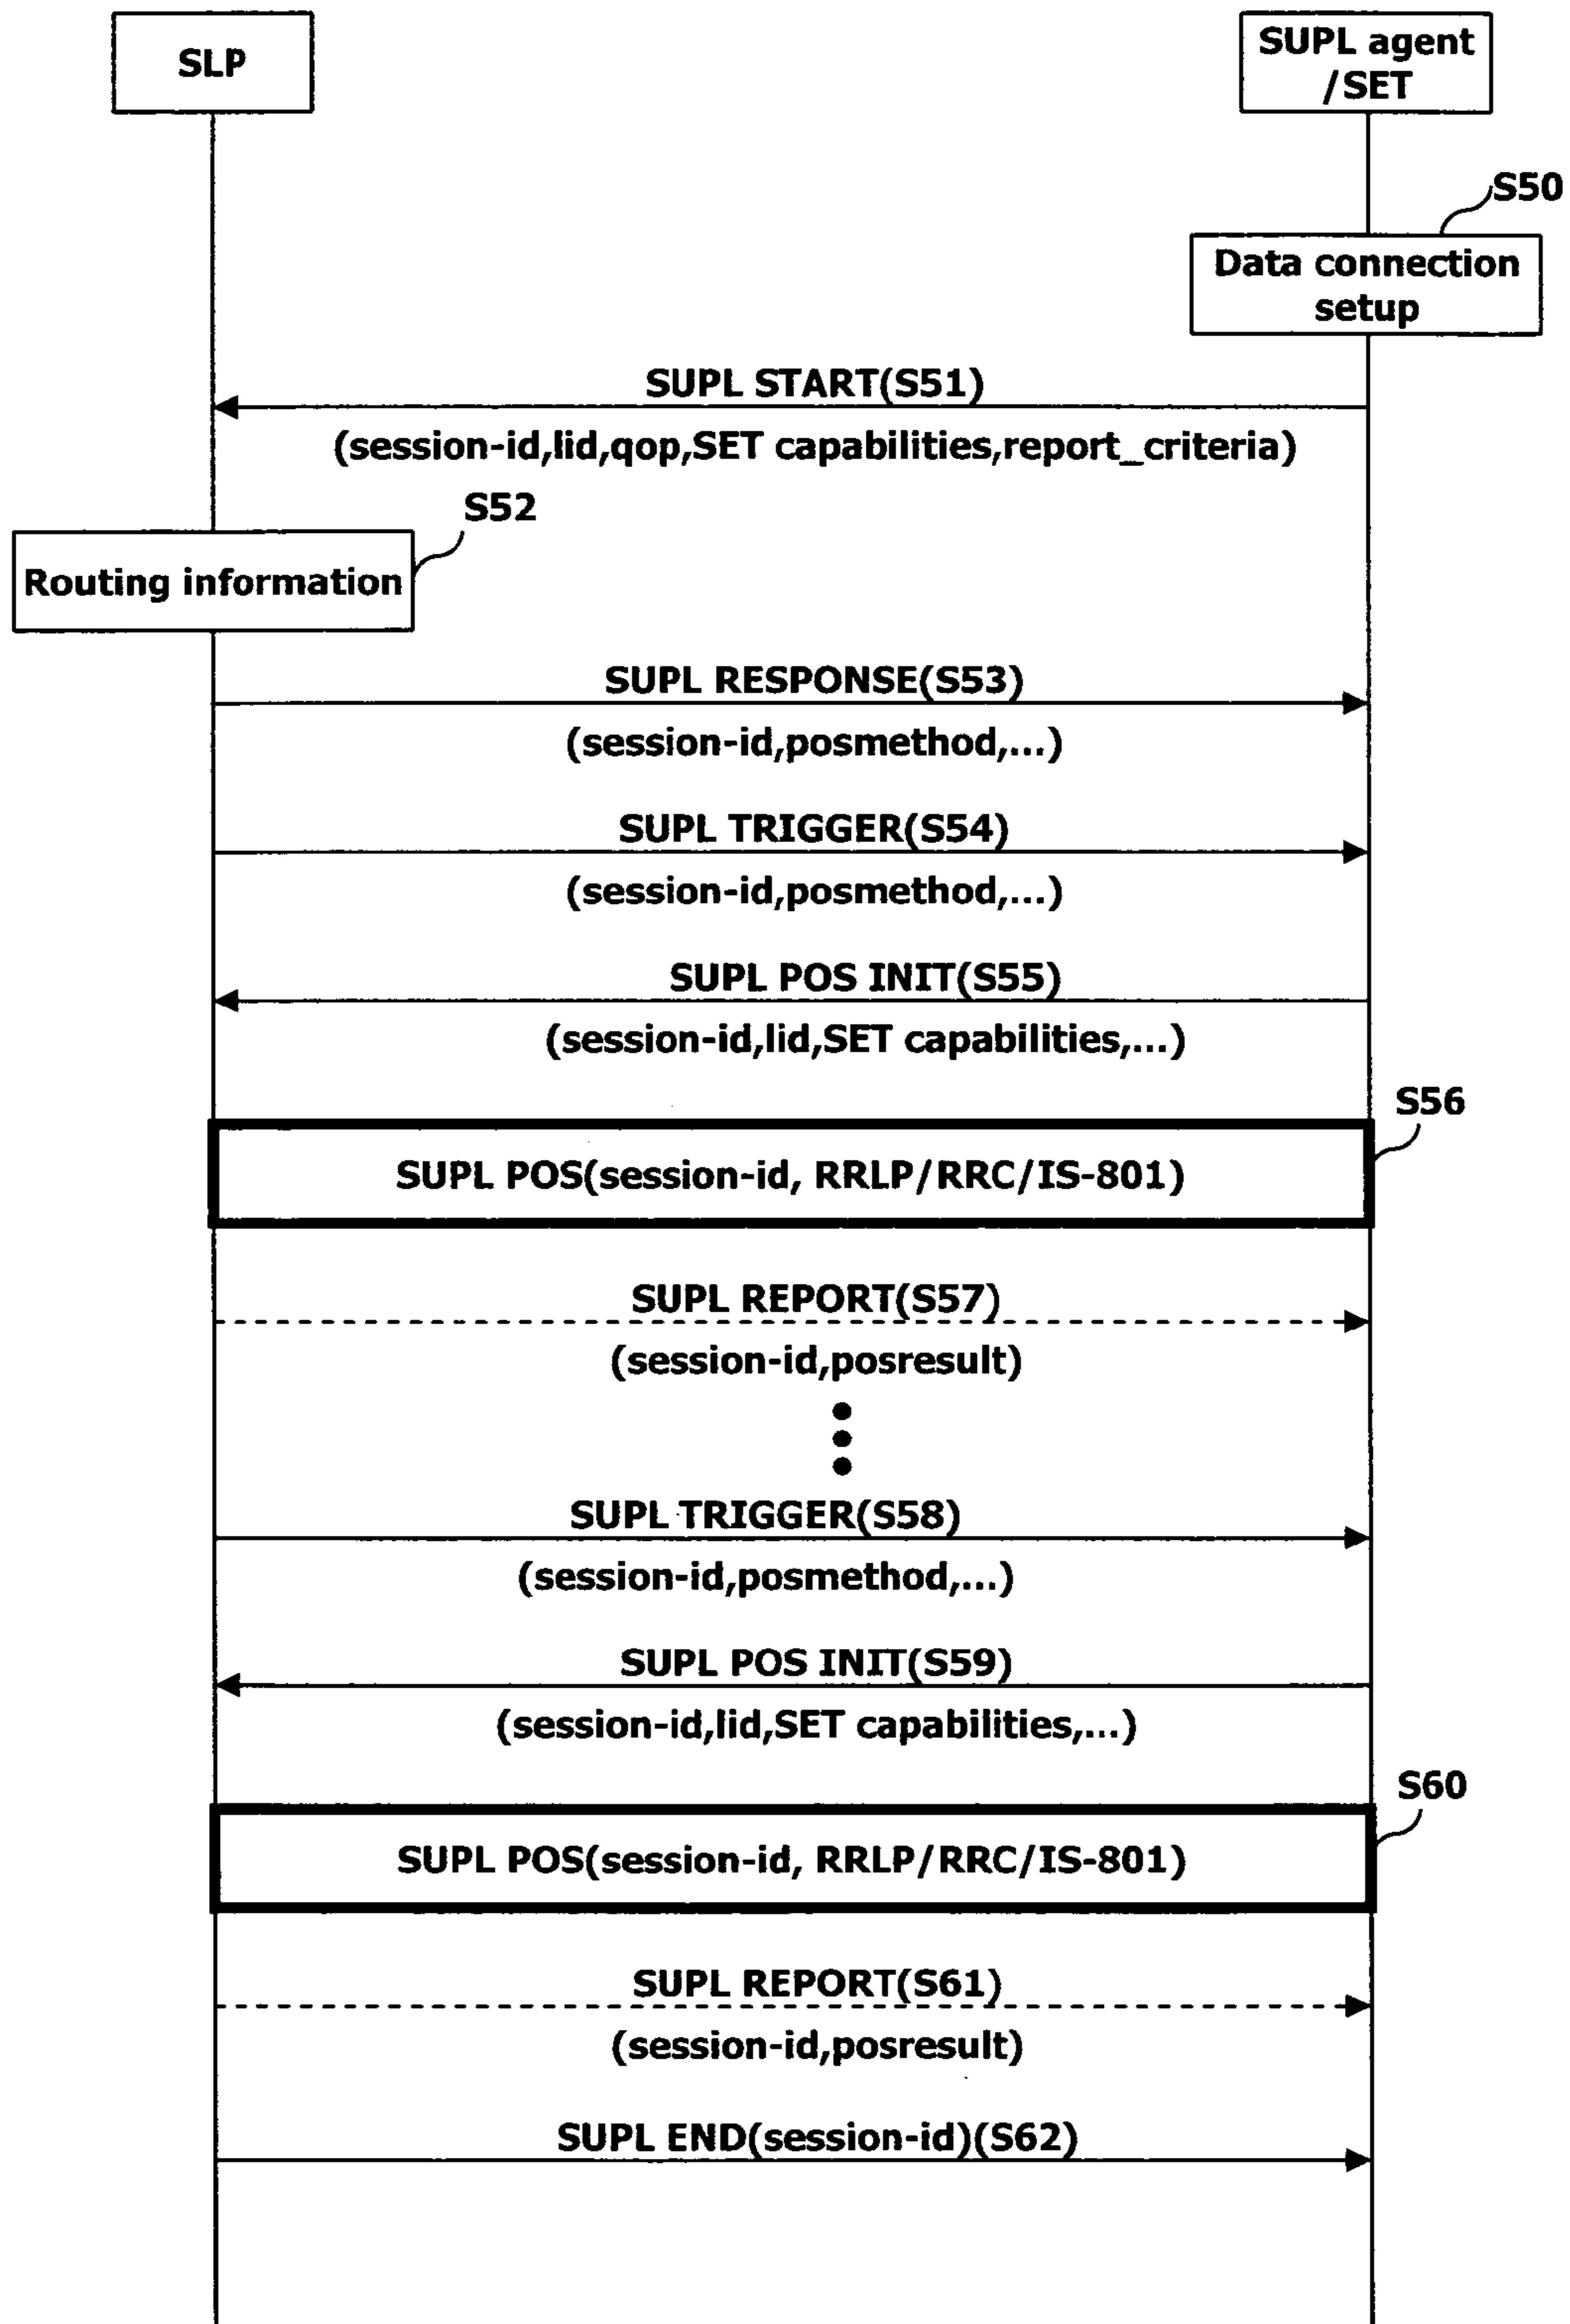 SLP
SUPL agent
/SET
S50
Data connection
setup
SUPL START(S51)
(session-id,lid,qop,SET capabilities,report_criteria)
S52
Routing information
SUPL RESPONSE(S53)
(session-id,posmethod,...)
SUPL TRIGGER(S54)
(session-id,posmethod,...)
SUPL POS INIT(S55)
(session-id,lid,SET capabilities,...)
S56
SUPL POS(session-id, RRLP/RRC/IS-801)
SUPL REPORT(S57)
(session-id,posresult)
SUPL TRIGGER(S58)
(session-id,posmethod,...)
SUPL POS INIT(S59)
(session-id,lid,SET capabilities,...)
S60
SUPL POS(session-id, RRLP/RRC/IS-801)
SUPL REPORT(S61)
(session-id,posresult)
SUPL END(session-id)(S62)